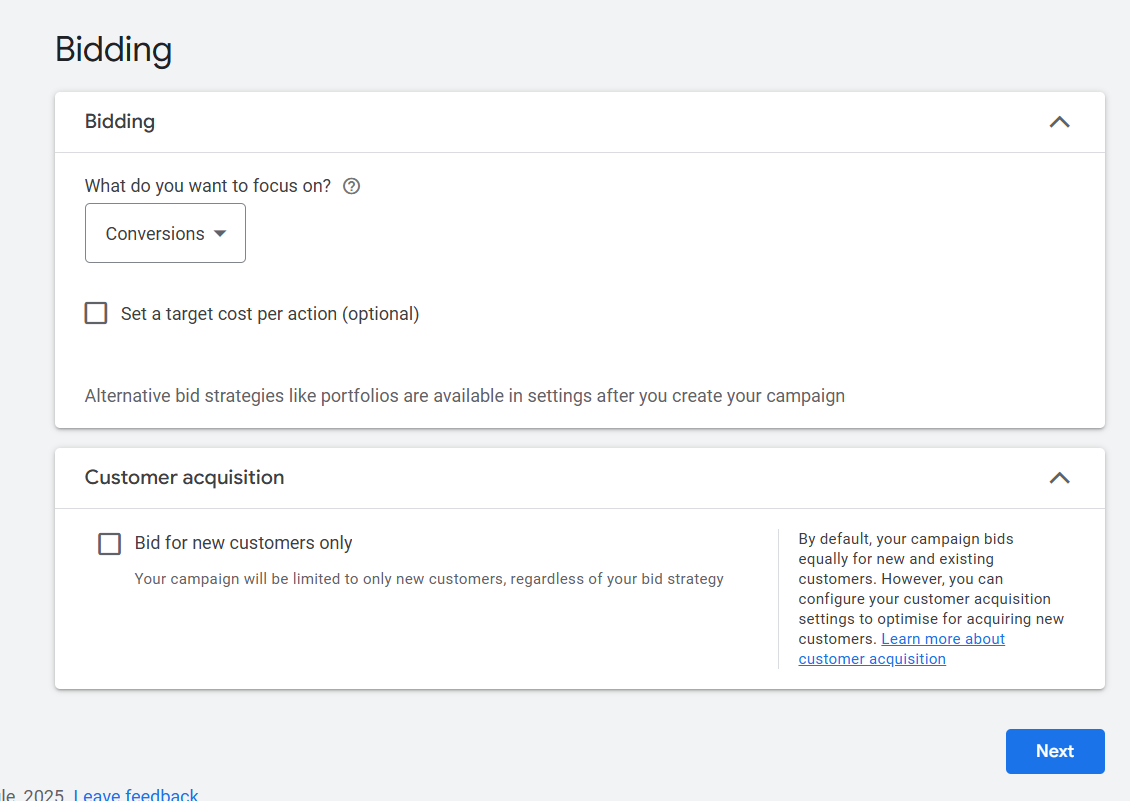 Bidding
Bidding
What do you want to focus on?
Conversions
Set a target cost per action (optional)
Alternative bid strategies like portfolios are available in settings after you create your campaign
Customer acquisition
Bid for new customers only
Your campaign will be limited to only new customers, regardless of your bid strategy
By default, your campaign bids
equally for new and existing
customers. However, you can
configure your customer acquisition
settings to optimise for acquiring new
customers. Learn more about
customer acquisition
Next
2025. Leave feedback